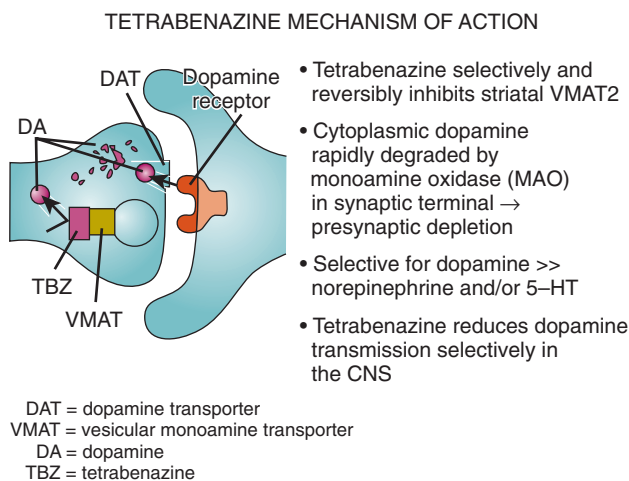 TETRABENAZINE MECHANISM OF ACTION
DAT
Dopamine
receptor
DA
TBZ
VMAT
• Tetrabenazine selectively and
reversibly inhibits striatal VMAT2
• Cytoplasmic dopamine
rapidly degraded by
monoamine oxidase (MAO)
in synaptic terminal →
presynaptic depletion
• Selective for dopamine >>
norepinephrine and/or 5–HT
• Tetrabenazine reduces dopamine
transmission selectively in
the CNS
DAT = dopamine transporter
VMAT = vesicular monoamine transporter
DA = dopamine
TBZ = tetrabenazine